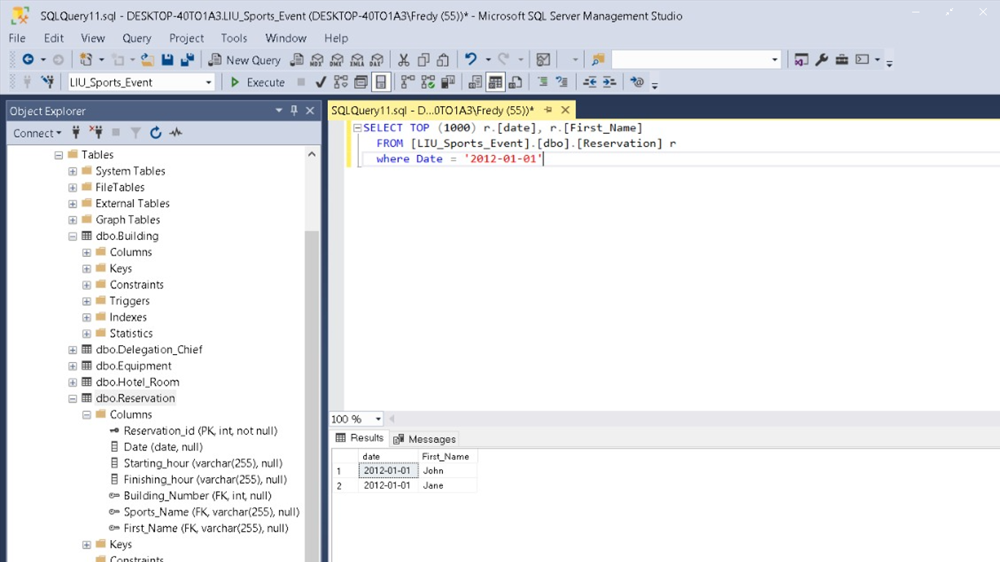 SQLQuery11.sql - DESKTOP-40TO1A3.LIU_Sports_Event (DESKTOP-40TO1A3\Fredy (55))* - Microsoft SQL Server Management Studio
File Edit View Query Project Tools Window Help
New Query MDX DMX XMLA DAX
LIU_Sports_Event Execute
Object Explorer
Connect
Tables
System Tables
FileTables
External Tables
Graph Tables
dbo.Building
Columns
Keys
Constraints
Triggers
Indexes
Statistics
dbo.Delegation_Chief
dbo.Equipment
dbo.Hotel_Room
dbo.Reservation
Columns
Reservation_id (PK, int, not null)
Date (date, null)
Starting_hour (varchar(255), null)
Finishing_hour (varchar(255), null)
Building_Number (FK, int, null)
Sports_Name (FK, varchar(255), null)
First_Name (FK, varchar(255), null)
Keys
Constraints
SQLQuery11.sql - D...0TO1A3\Fredy (55))*
SELECT TOP (1000) r.[date], r.[First_Name]
FROM [LIU_Sports_Event].[dbo].[Reservation] r
where Date = '2012-01-01'
100 %
Results Messages
date First_Name
1 2012-01-01 John
2 2012-01-01 Jane